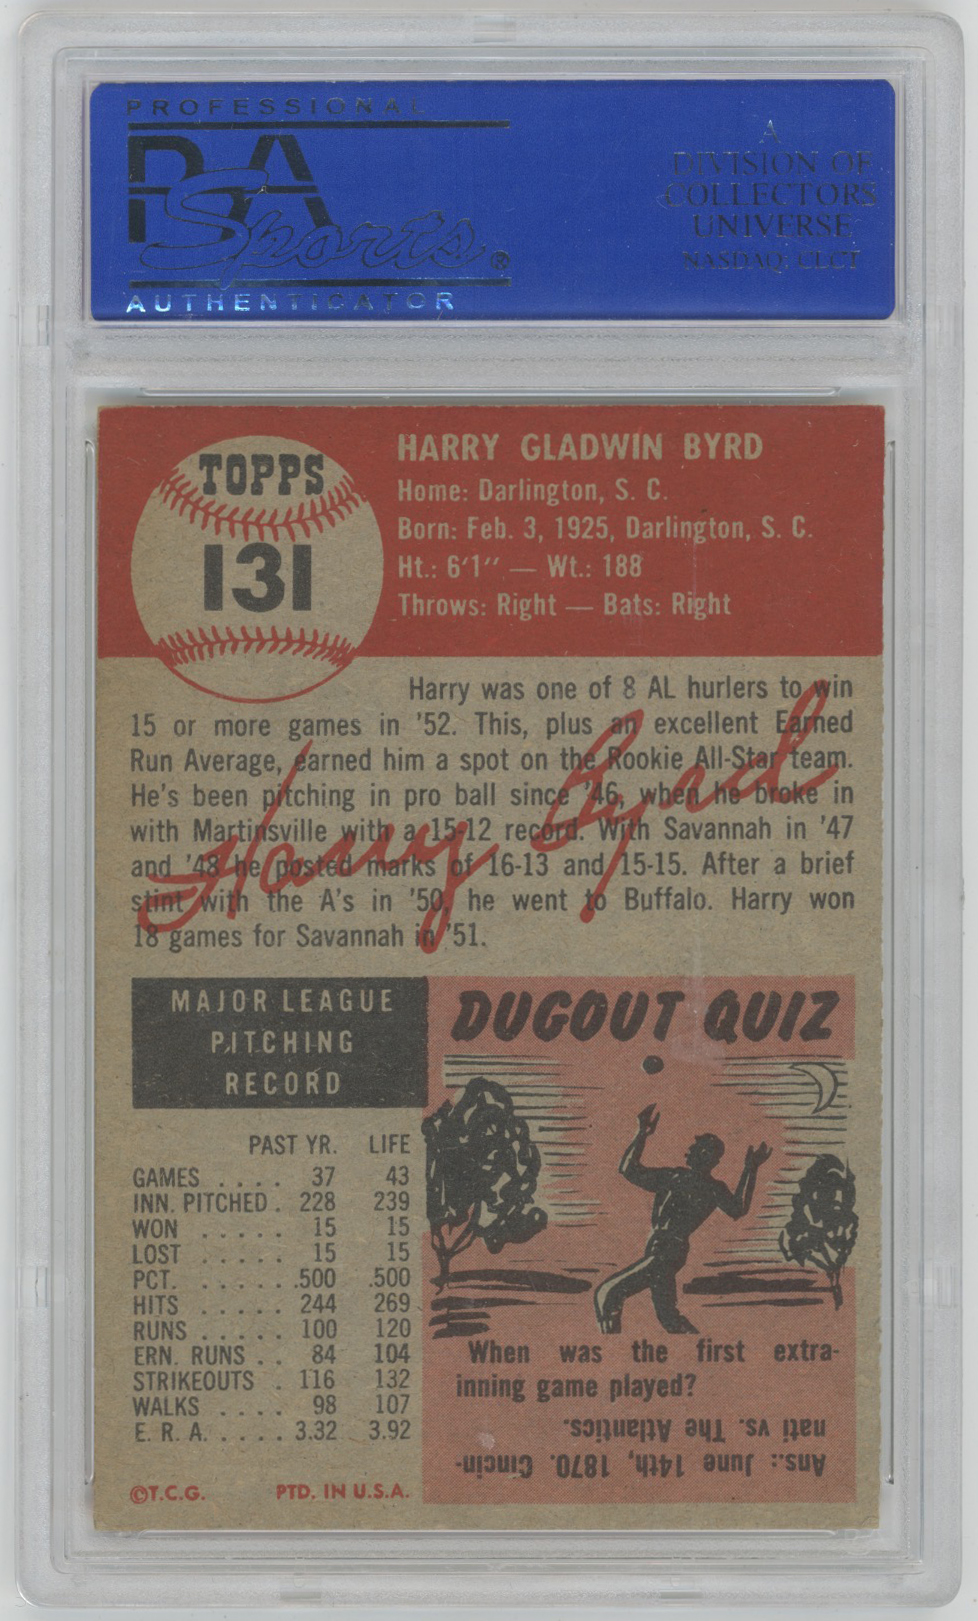 PROFESSIONAL
PSA
Sports®
AUTHENTICATOR
A
DIVISION OF
COLLECTORS
UNIVERSE
NASDAQ: CLCT
TOPPS
131
HARRY GLADWIN BYRD
Home: Darlington, S. C.
Born: Feb. 3, 1925, Darlington, S. C.
Ht.: 6'1" — Wt.: 188
Throws: Right — Bats: Right
Harry was one of 8 AL hurlers to win
15 or more games in '52. This, plus an excellent Earned
Run Average, earned him a spot on the Rookie All-Star team.
He's been pitching in pro ball since '46, when he broke in
with Martinsville with a 15-12 record. With Savannah in '47
and '48 he posted marks of 16-13 and 15-15. After a brief
stint with the A's in '50, he went to Buffalo. Harry won
18 games for Savannah in '51.
Harry Byrd
MAJOR LEAGUE
PITCHING
RECORD
PAST YR. LIFE
GAMES . . . . 37 43
INN. PITCHED . 228 239
WON . . . . . 15 15
LOST . . . . . 15 15
PCT. . . . . . .500 .500
HITS . . . . . 244 269
RUNS . . . . . 100 120
ERN. RUNS . . 84 104
STRIKEOUTS . 116 132
WALKS . . . . 98 107
E. R. A. . . . . 3.32 3.92
©T.C.G. PTD. IN U.S.A.
DUGOUT QUIZ
When was the first extra-
inning game played?
Ans.: June 14th, 1870. Cincin-
nati vs. The Atlantics.